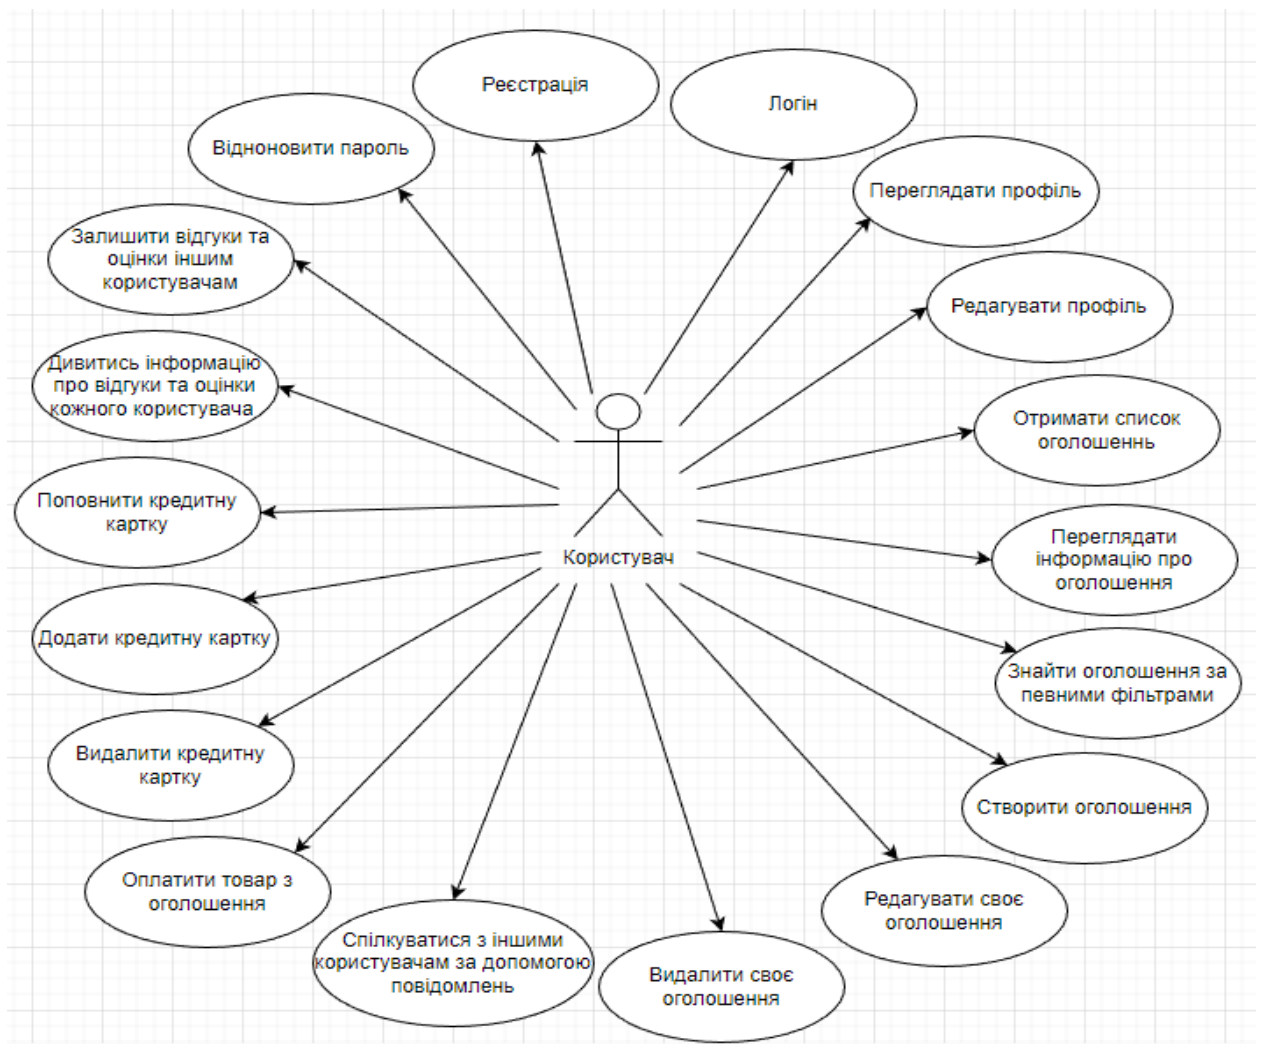 Реєстрація
Логін
Відноновити пароль
Переглядати профіль
Залишити відгуки та
оцінки іншим
користувачам
Редагувати профіль
Дивитись інформацію
про відгуки та оцінки
кожного користувача
Отримати список
оголошеннь
Поповнити кредитну
картку
Переглядати
інформацію про
оголошення
Користувач
Додати кредитну картку
Знайти оголошення за
певними фільтрами
Видалити кредитну
картку
Створити оголошення
Оплатити товар з
оголошення
Редагувати своє
оголошення
Спілкуватися з іншими
користувачам за допомогою
повідомлень
Видалити своє
оголошення